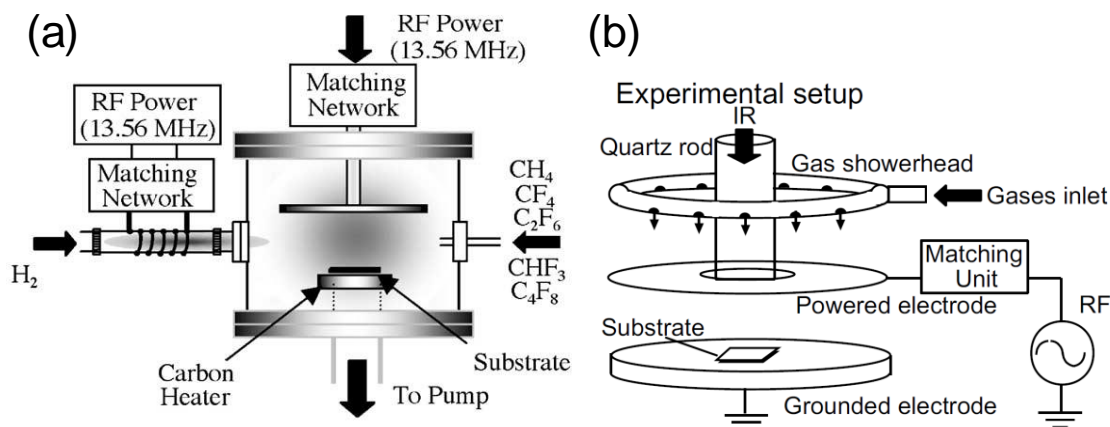 (a)
RF Power
(13.56 MHz)
Matching
Network
RF Power
(13.56 MHz)
Matching
Network
H₂
CH₄
CF₄
C₂F₆
CHF₃
C₄F₈
Carbon
Heater
Substrate
To Pump
(b)
Experimental setup
IR
Quartz rod
Gas showerhead
Gases inlet
Matching
Unit
Powered electrode
RF
Substrate
Grounded electrode